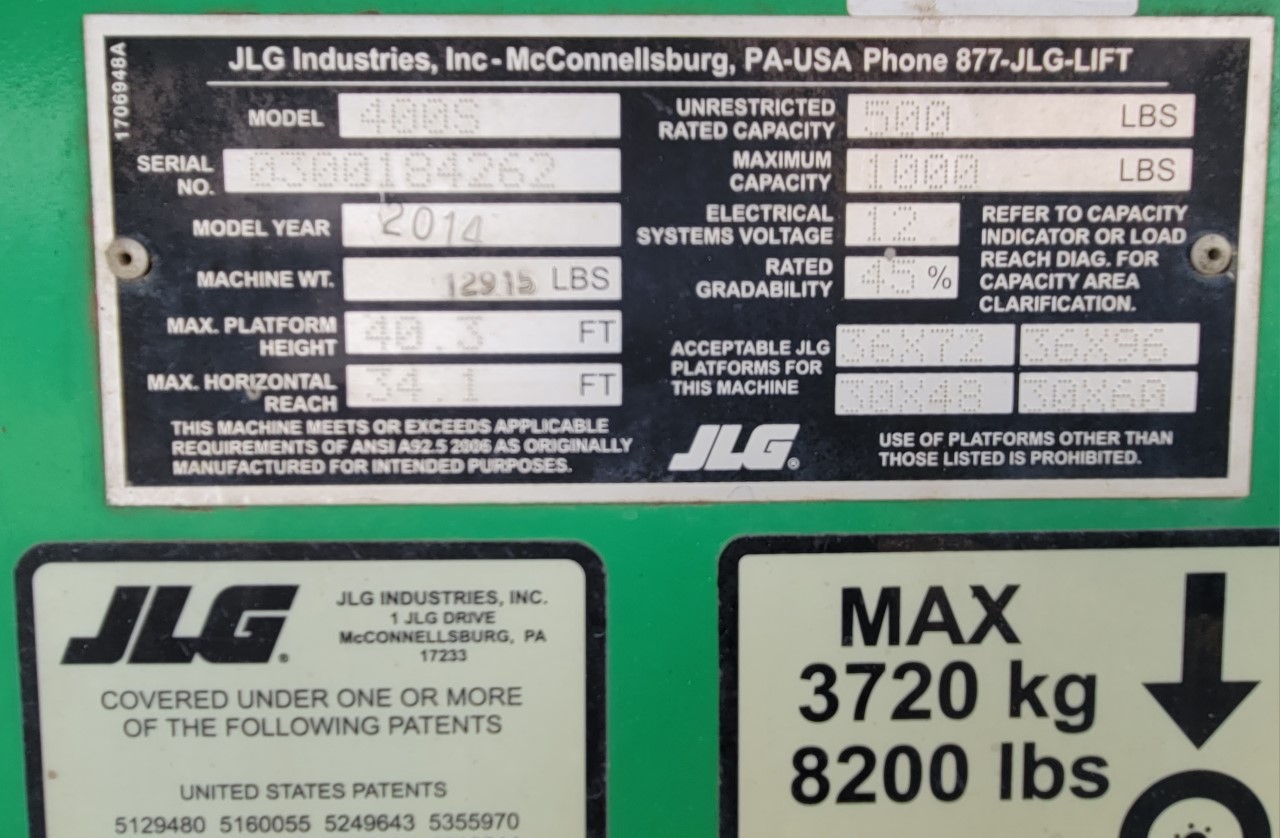 1706948A
JLG Industries, Inc - McConnellsburg, PA-USA Phone 877-JLG-LIFT
MODEL 400S
SERIAL NO. 0300184262
MODEL YEAR 2014
MACHINE WT. 12915 LBS
MAX. PLATFORM HEIGHT 40.3 FT
MAX. HORIZONTAL REACH 34.1 FT
THIS MACHINE MEETS OR EXCEEDS APPLICABLE
REQUIREMENTS OF ANSI A92.5 2006 AS ORIGINALLY
MANUFACTURED FOR INTENDED PURPOSES.
UNRESTRICTED RATED CAPACITY 500 LBS
MAXIMUM CAPACITY 1000 LBS
ELECTRICAL SYSTEMS VOLTAGE 12
RATED GRADABILITY 45 %
REFER TO CAPACITY
INDICATOR OR LOAD
REACH DIAG. FOR
CAPACITY AREA
CLARIFICATION.
ACCEPTABLE JLG
PLATFORMS FOR
THIS MACHINE
36X72 36X96
30X48 30X60
JLG®
USE OF PLATFORMS OTHER THAN
THOSE LISTED IS PROHIBITED.
JLG®
JLG INDUSTRIES, INC.
1 JLG DRIVE
McCONNELLSBURG, PA
17233
COVERED UNDER ONE OR MORE
OF THE FOLLOWING PATENTS
UNITED STATES PATENTS
5129480 5160055 5249643 5355970
MAX
3720 kg
8200 lbs